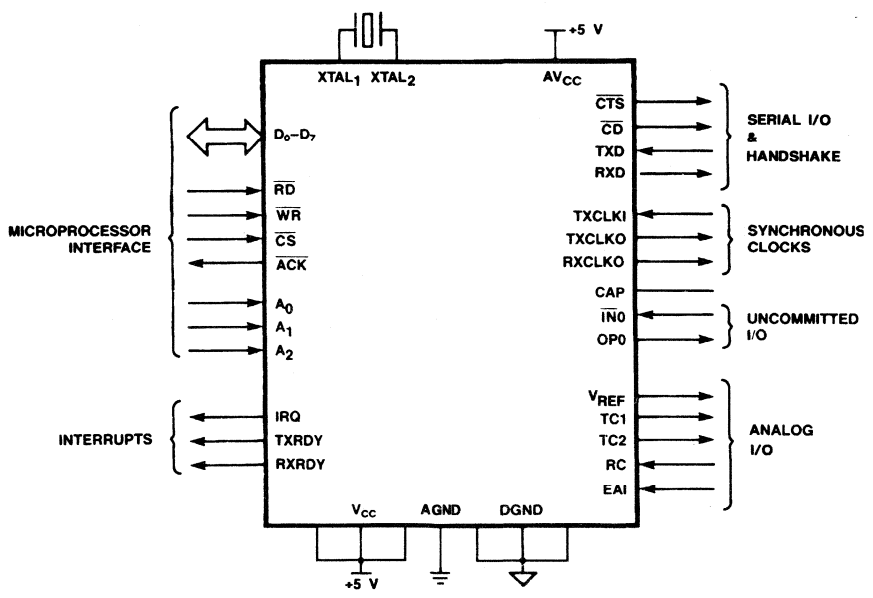 +5 V
XTAL1 XTAL2
AVCC
D0–D7
RD
WR
CS
ACK
A0
A1
A2
MICROPROCESSOR
INTERFACE
IRQ
TXRDY
RXRDY
INTERRUPTS
CTS
CD
TXD
RXD
SERIAL I/O
&
HANDSHAKE
TXCLKI
TXCLKO
RXCLKO
SYNCHRONOUS
CLOCKS
CAP
IN0
OP0
UNCOMMITTED
I/O
VREF
TC1
TC2
RC
EAI
ANALOG
I/O
VCC
AGND
DGND
+5 V